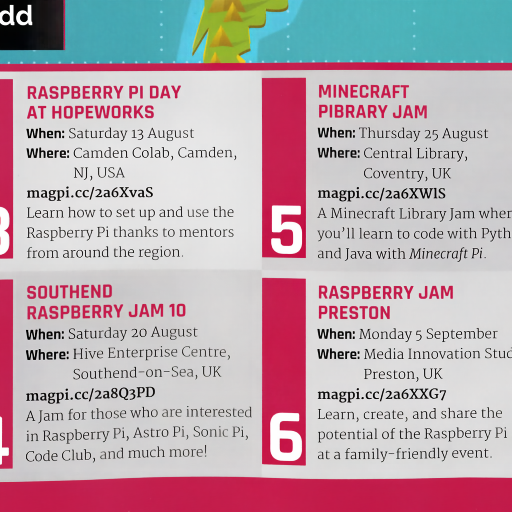 dd
RASPBERRY PI DAY
AT HOPEWORKS
When: Saturday 13 August
Where: Camden Colab, Camden,
NJ, USA
magpi.cc/2a6XvaS
Learn how to set up and use the
Raspberry Pi thanks to mentors
from around the region.
SOUTHEND
RASPBERRY JAM 10
When: Saturday 20 August
Where: Hive Enterprise Centre,
Southend-on-Sea, UK
magpi.cc/2a8Q3PD
A Jam for those who are interested
in Raspberry Pi, Astro Pi, Sonic Pi,
Code Club, and much more!
5
MINECRAFT
PIBRARY JAM
When: Thursday 25 August
Where: Central Library,
Coventry, UK
magpi.cc/2a6XWlS
A Minecraft Library Jam wher
you'll learn to code with Pyth
and Java with Minecraft Pi.
6
RASPBERRY JAM
PRESTON
When: Monday 5 September
Where: Media Innovation Stud
Preston, UK
magpi.cc/2a6XXG7
Learn, create, and share the
potential of the Raspberry Pi
at a family-friendly event.